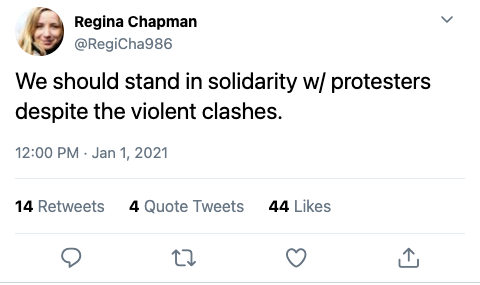 Regina Chapman
@RegiCha986
We should stand in solidarity w/ protesters
despite the violent clashes.
12:00 PM · Jan 1, 2021
14 Retweets 4 Quote Tweets 44 Likes